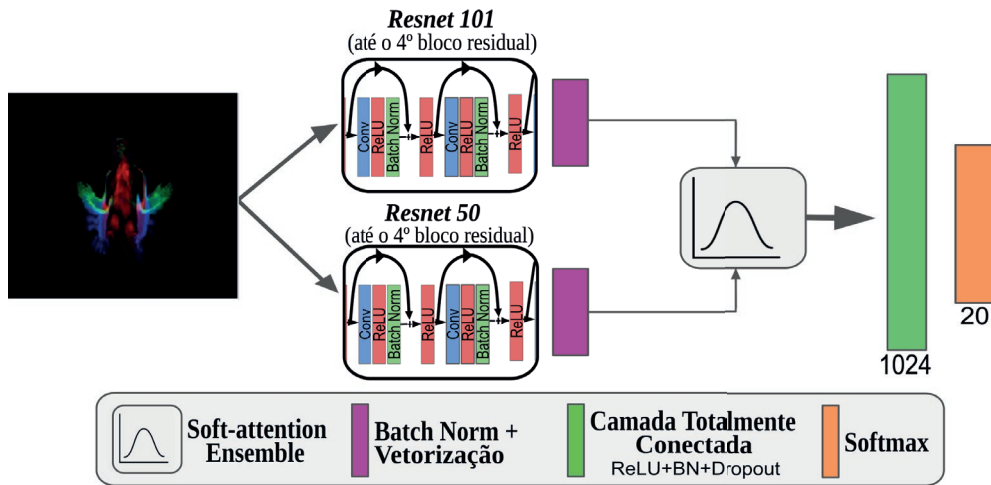 Resnet 101
(até o 4º bloco residual)
Conv
ReLU
Batch Norm
ReLU
Conv
ReLU
Batch Norm
ReLU
Resnet 50
(até o 4º bloco residual)
Conv
ReLU
Batch Norm
ReLU
Conv
ReLU
Batch Norm
ReLU
1024
20
Soft-attention
Ensemble
Batch Norm +
Vetorização
Camada Totalmente
Conectada
ReLU+BN+Dropout
Softmax